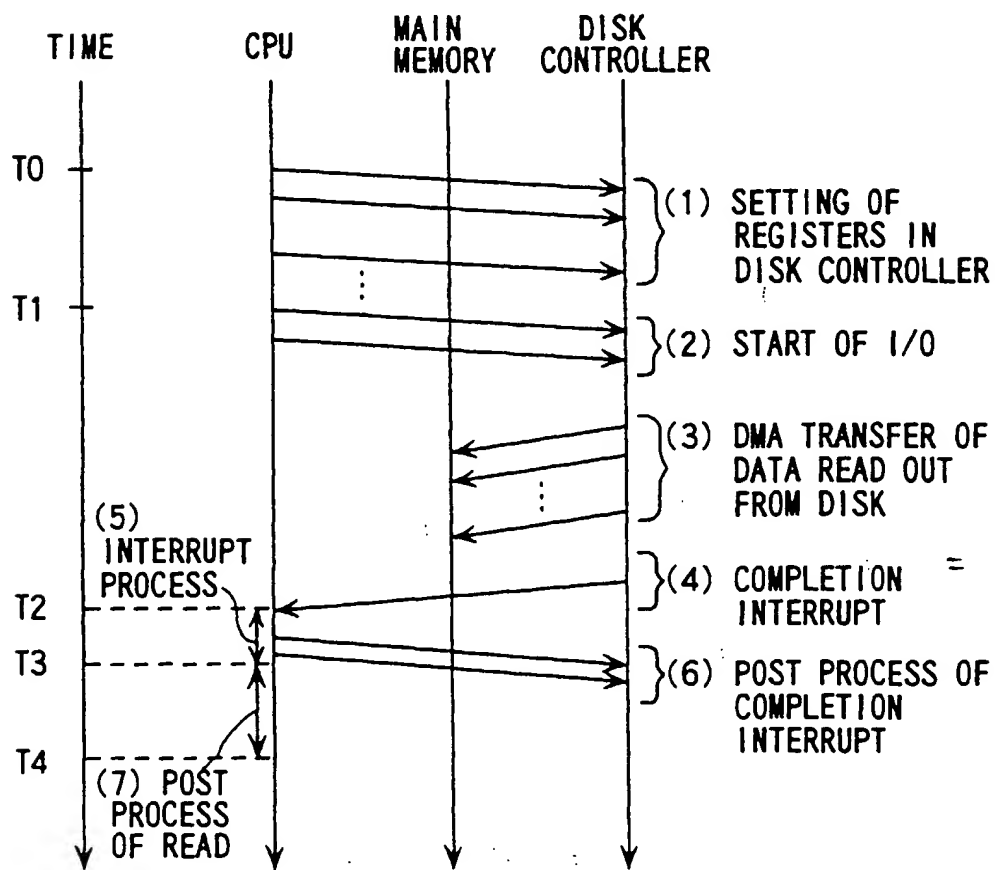 TIME
CPU
MAIN
MEMORY
DISK
CONTROLLER
T0
(1) SETTING OF
REGISTERS IN
DISK CONTROLLER
T1
(2) START OF I/O
(3) DMA TRANSFER OF
DATA READ OUT
FROM DISK
(5)
INTERRUPT
PROCESS
(4) COMPLETION
INTERRUPT
T2
T3
(6) POST PROCESS OF
COMPLETION
INTERRUPT
T4
(7) POST
PROCESS
OF READ